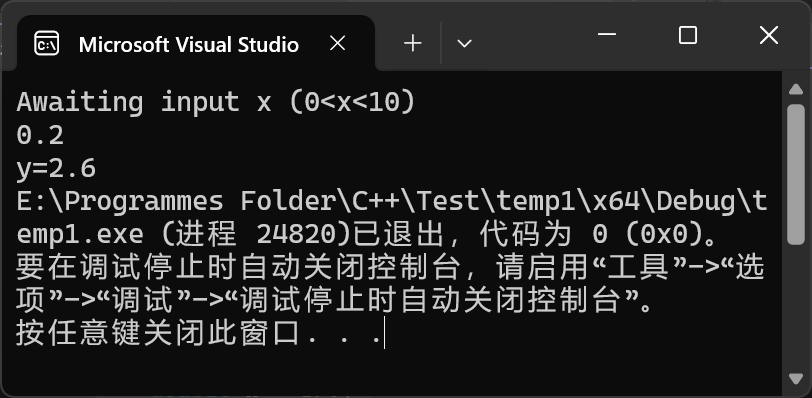 Microsoft Visual Studio
Awaiting input x (0<x<10)
0.2
y=2.6
E:\Programmes Folder\C++\Test\temp1\x64\Debug\t
emp1.exe (进程 24820)已退出，代码为 0 (0x0)。
要在调试停止时自动关闭控制台，请启用“工具”->“选
项”->“调试”->“调试停止时自动关闭控制台”。
按任意键关闭此窗口. . .